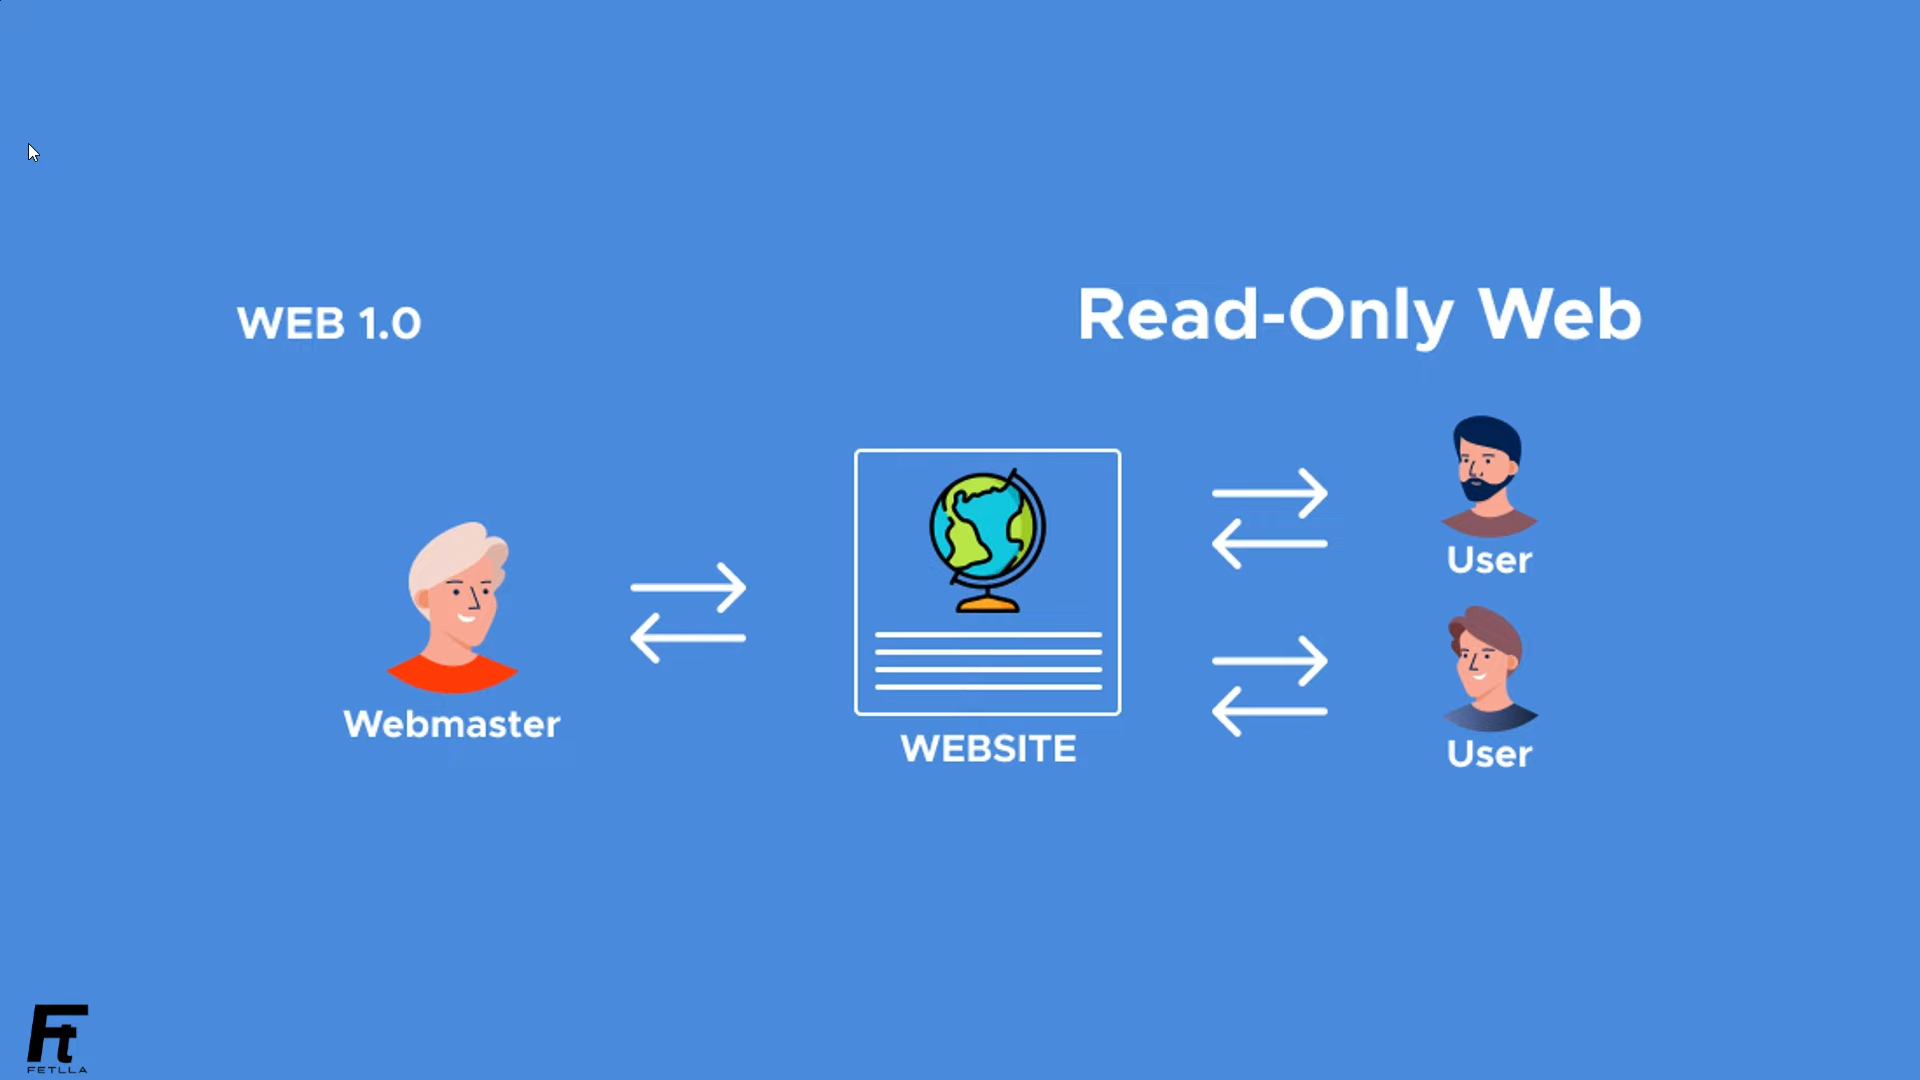 WEB 1.0
Read-Only Web
User
Webmaster
WEBSITE
User
Ft
FETLLA